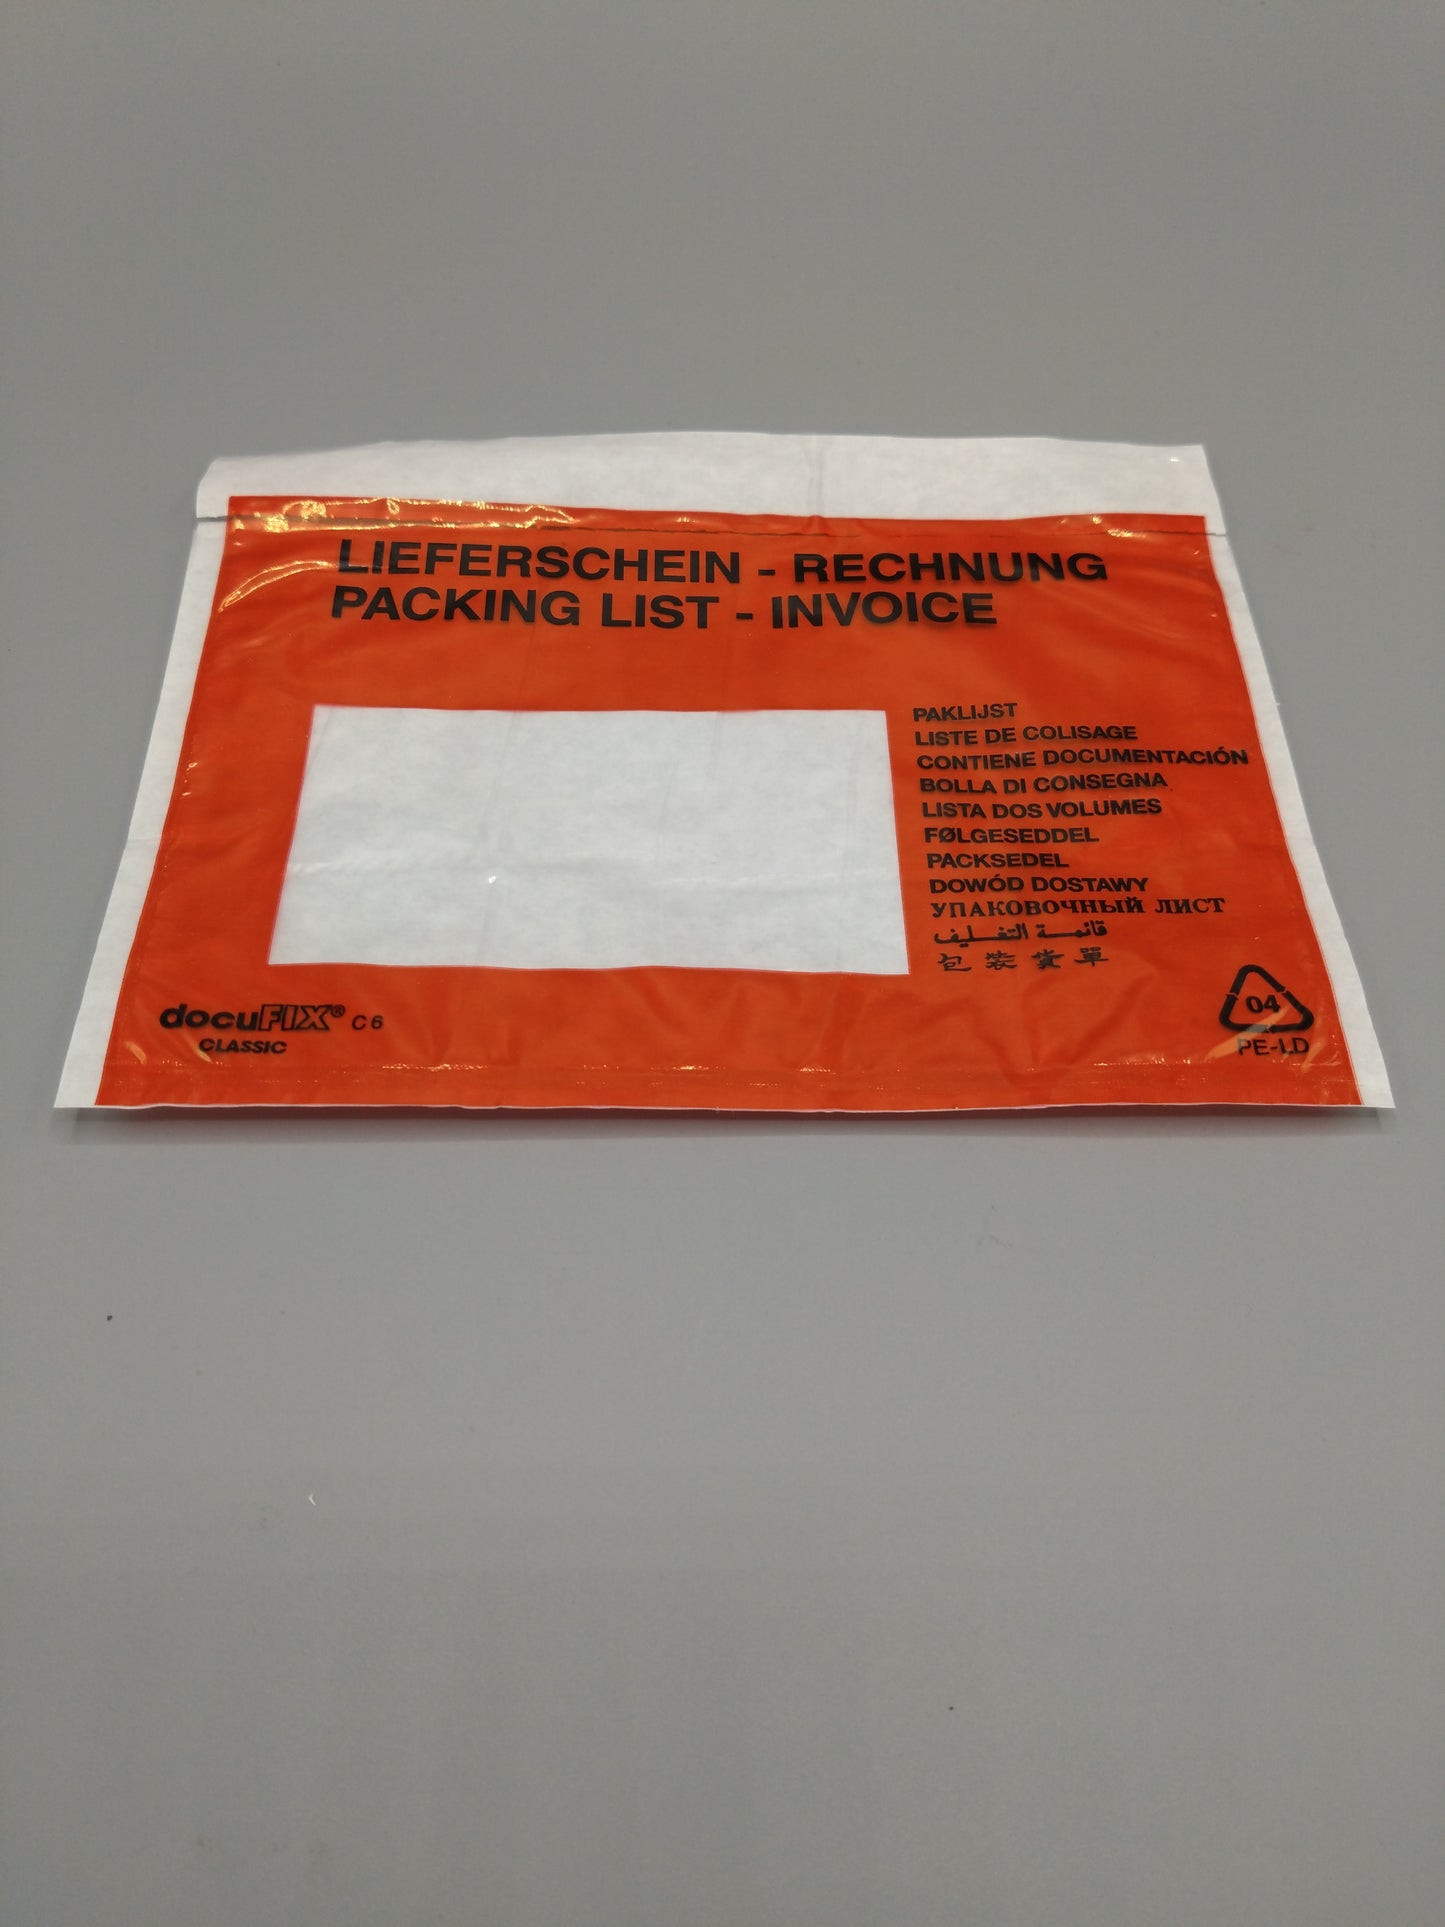 LIEFERSCHEIN - RECHNUNG
PACKING LIST - INVOICE
PAKLIJST
LISTE DE COLISAGE
CONTIENE DOCUMENTACIÓN
BOLLA DI CONSEGNA
LISTA DOS VOLUMES
FØLGESEDDEL
PACKSEDEL
DOWÓD DOSTAWY
УПАКОВОЧНЫЙ ЛИСТ
قائمة التغليف
包裝貨單
docuFIX® C6
CLASSIC
04
PE-LD